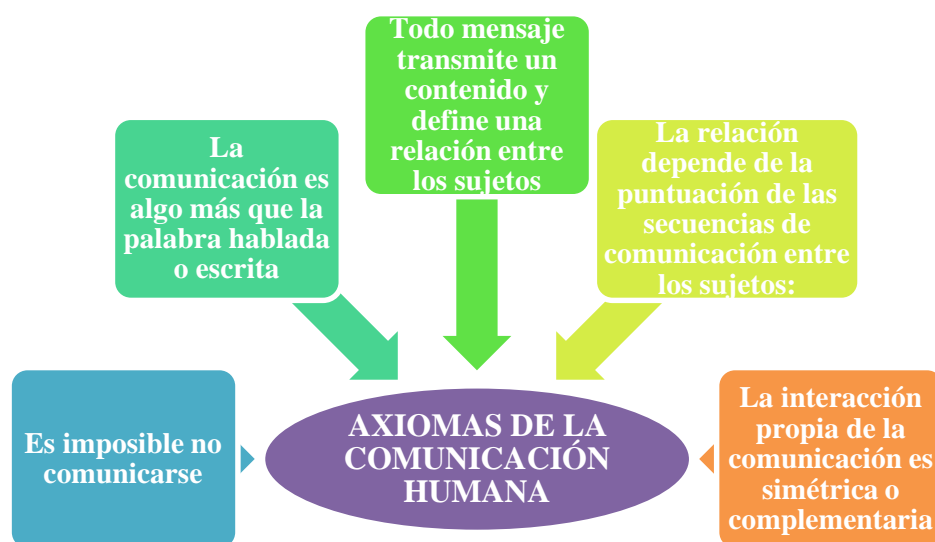 Todo mensaje
transmite un
contenido y
define una
relación entre
los sujetos
La
comunicación es
algo más que la
palabra hablada
o escrita
La relación
depende de la
puntuación de las
secuencias de
comunicación entre
los sujetos:
Es imposible no
comunicarse
AXIOMAS DE LA
COMUNICACIÓN
HUMANA
La interacción
propia de la
comunicación es
simétrica o
complementaria